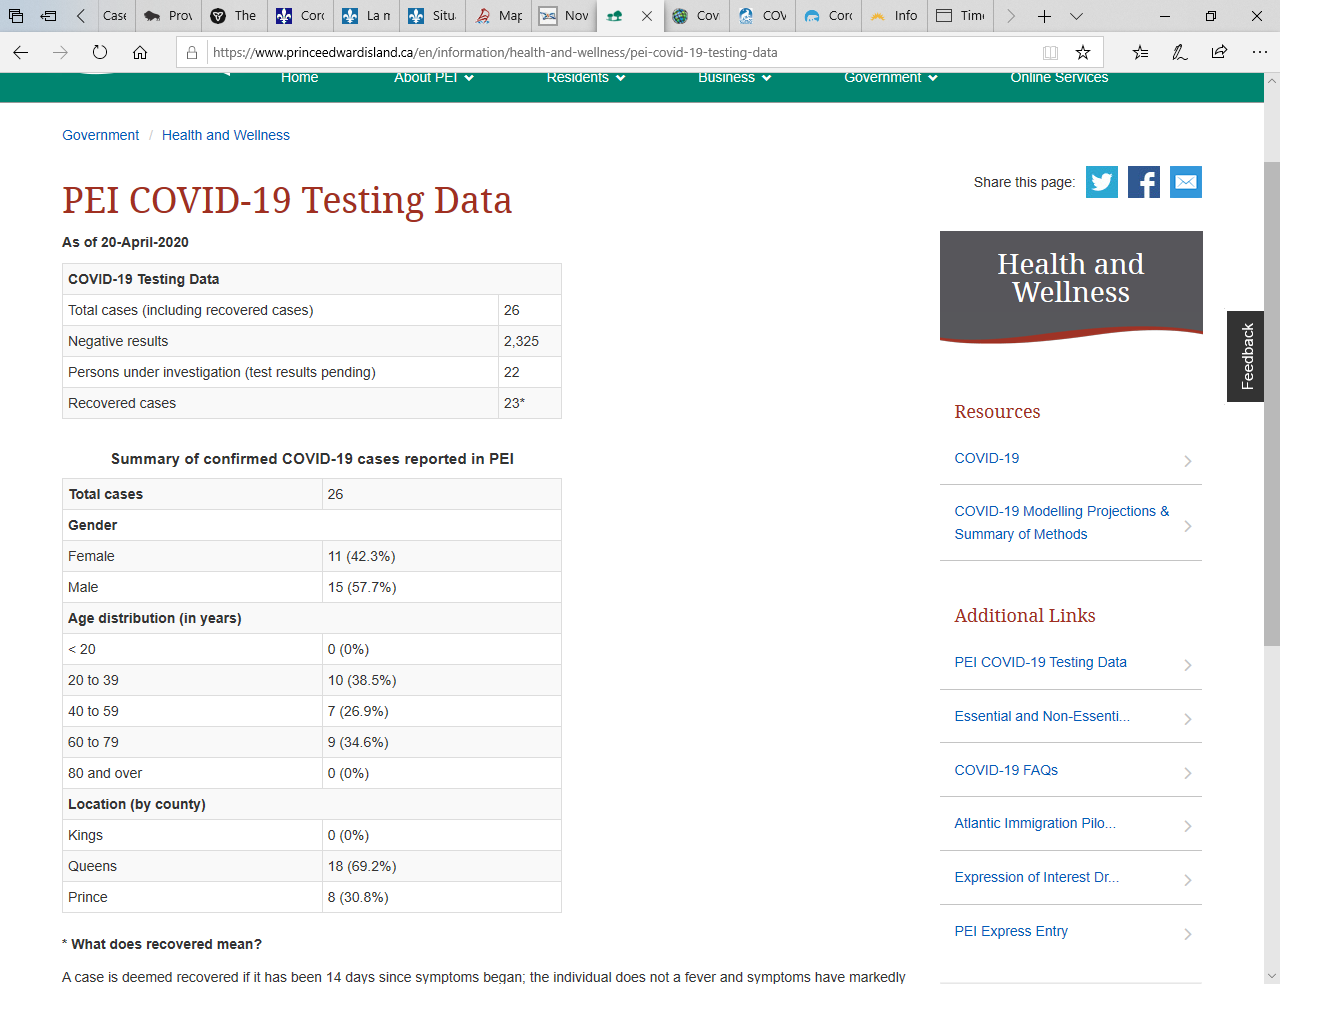 Case
Prov
The
Coro
La n
Situ
Map
Nov
Covi
COV
Coro
Info
Time
https://www.princeedwardisland.ca/en/information/health-and-wellness/pei-covid-19-testing-data
Home About PEI Residents Business Government Online Services
Government / Health and Wellness
Share this page:
PEI COVID-19 Testing Data
As of 20-April-2020
COVID-19 Testing Data
Total cases (including recovered cases) 26
Negative results 2,325
Persons under investigation (test results pending) 22
Recovered cases 23*
Summary of confirmed COVID-19 cases reported in PEI
Total cases 26
Gender
Female 11 (42.3%)
Male 15 (57.7%)
Age distribution (in years)
< 20 0 (0%)
20 to 39 10 (38.5%)
40 to 59 7 (26.9%)
60 to 79 9 (34.6%)
80 and over 0 (0%)
Location (by county)
Kings 0 (0%)
Queens 18 (69.2%)
Prince 8 (30.8%)
* What does recovered mean?
A case is deemed recovered if it has been 14 days since symptoms began; the individual does not a fever and symptoms have markedly
Health and
Wellness
Feedback
Resources
COVID-19
COVID-19 Modelling Projections &
Summary of Methods
Additional Links
PEI COVID-19 Testing Data
Essential and Non-Essenti...
COVID-19 FAQs
Atlantic Immigration Pilo...
Expression of Interest Dr...
PEI Express Entry